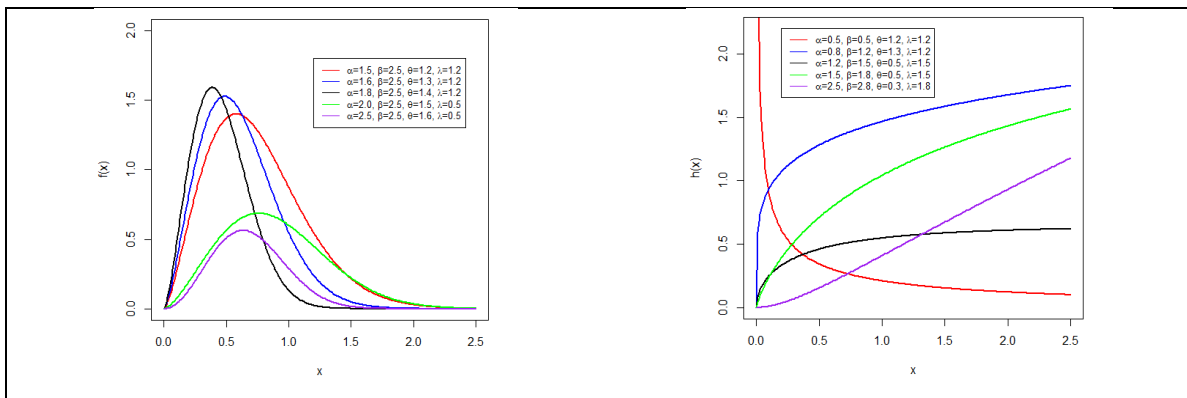 2.0
1.5
1.0
0.5
0.0
f(x)
α=1.5, β=2.5, θ=1.2, λ=1.2
α=1.6, β=2.5, θ=1.3, λ=1.2
α=1.8, β=2.5, θ=1.4, λ=1.2
α=2.0, β=2.5, θ=1.5, λ=0.5
α=2.5, β=2.5, θ=1.6, λ=0.5
0.0 0.5 1.0 1.5 2.0 2.5
x
2.0
1.5
1.0
0.5
0.0
h(x)
α=0.5, β=0.5, θ=1.2, λ=1.2
α=0.8, β=1.2, θ=1.3, λ=1.2
α=1.2, β=1.5, θ=0.5, λ=1.5
α=1.5, β=1.8, θ=0.5, λ=1.5
α=2.5, β=2.8, θ=0.3, λ=1.8
0.0 0.5 1.0 1.5 2.0 2.5
x